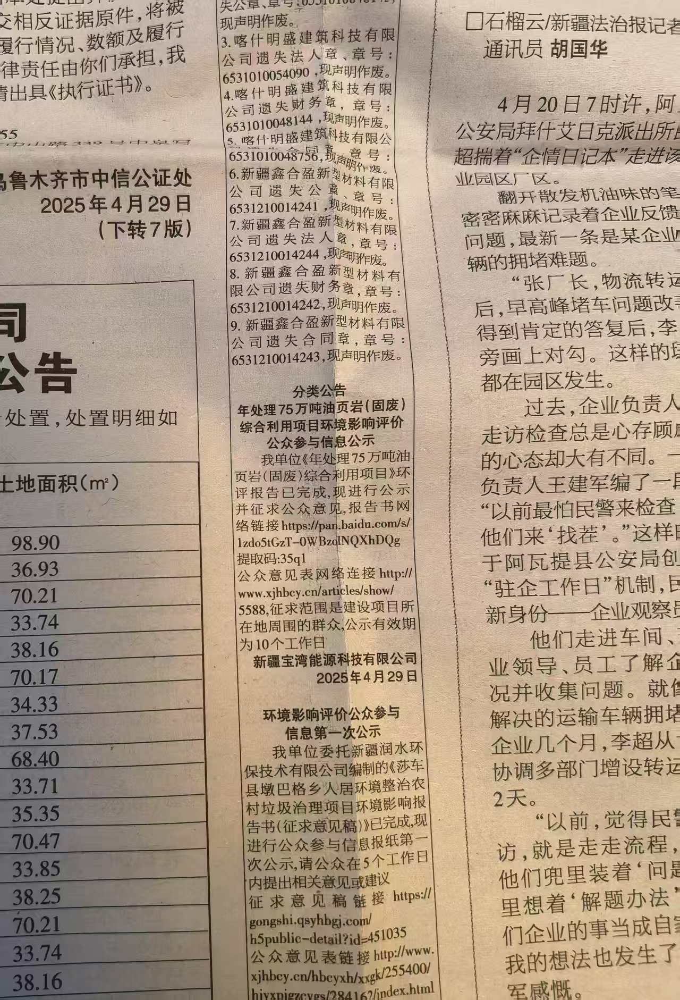 交相反证据原件，将被
履行情况、数额及履行
律责任由你们承担，我
请出具《执行证书》。
55
乌鲁木齐市中信公证处
2025年4月29日
(下转7版)
司
公告
处置，处置明细如
土地面积(㎡)
98.90
36.93
70.21
33.74
38.16
70.17
34.33
37.53
68.40
33.71
35.35
70.47
33.85
38.25
70.21
33.74
38.16
现声明作废。
3.喀什明盛建筑科技有限
公司遗失法人章、章号：
6531010054090,现声明作废。
4.喀什明盛建筑科技有限
公司遗失财务章，章号：
6531010048144,现声明作废。
5.喀什明盛建筑科技有限公
6531010048756,现声明作废。
6.新疆鑫合盈新型材料有限
公司遗失公章、章号：
6531210014241,现声明作废。
7.新疆鑫合盈新型材料有限
公司遗失法人章，章号：
6531210014244,现声明作废。
8.新疆鑫合盈新型材料有
限公司遗失财务章，章号：
6531210014242,现声明作废。
9.新疆鑫合盈新型材料有限
公司遗失合同章，章号：
6531210014243,现声明作废。
分类公告
年处理75万吨油页岩(固废)
综合利用项目环境影响评价
公众参与信息公示
我单位《年处理75万吨油
页岩(固废)综合利用项目》环
评报告已完成,现进行公示
并征求公众意见,报告书网
络链接https://pan.baidu.com/s/
1zdo5tGzT-0WBzolNQXhDQg
提取码:35q1
公众意见表网络连接http://
www.xjhbcy.cn/articles/show/
5588,征求范围是建设项目所
在地周围的群众,公示有效期
为10个工作日
新疆宝湾能源科技有限公司
2025年4月29日
环境影响评价公众参与
信息第一次公示
我单位委托新疆润水环
保技术有限公司编制的《莎车
县墩巴格乡人居环境整治农
村垃圾治理项目环境影响报
告书(征求意见稿)》已完成,现
进行公众参与信息报纸第一
次公示,请公众在5个工作日
内提出相关意见或建议
征求意见稿链接https://
gongshi.qsyhbgj.com/
h5public-detail?id=451035
公众意见表链接http://www.
xjhbcy.cn/hbcyxh/xxgk/255400/
□石榴云/新疆法治报记者
通讯员 胡国华
4月20日7时许，阿
公安局拜什艾日克派出所
超揣着“企情日记本”走进该
业园区厂区。
翻开散发机油味的笔
密密麻麻记录着企业反馈
问题，最新一条是某企业
辆的拥堵难题。
“张厂长，物流转运
后，早高峰堵车问题改善
得到肯定的答复后，李
旁画上对勾。这样的场
都在园区发生。
过去，企业负责人
走访检查总是心存顾虑
的心态却大有不同。一
负责人王建军编了一段
“以前最怕民警来检查
他们来‘找茬’。”这样的
于阿瓦提县公安局创
“驻企工作日”机制，民
新身份——企业观察员
他们走进车间、
业领导、员工了解企
况并收集问题。就像
解决的运输车辆拥堵
企业几个月，李超从
协调多部门增设转运
2天。
“以前，觉得民警
访，就是走走流程，
他们兜里装着‘问题
里想着‘解题办法’
们企业的事当成自家
我的想法也发生了
军感慨。